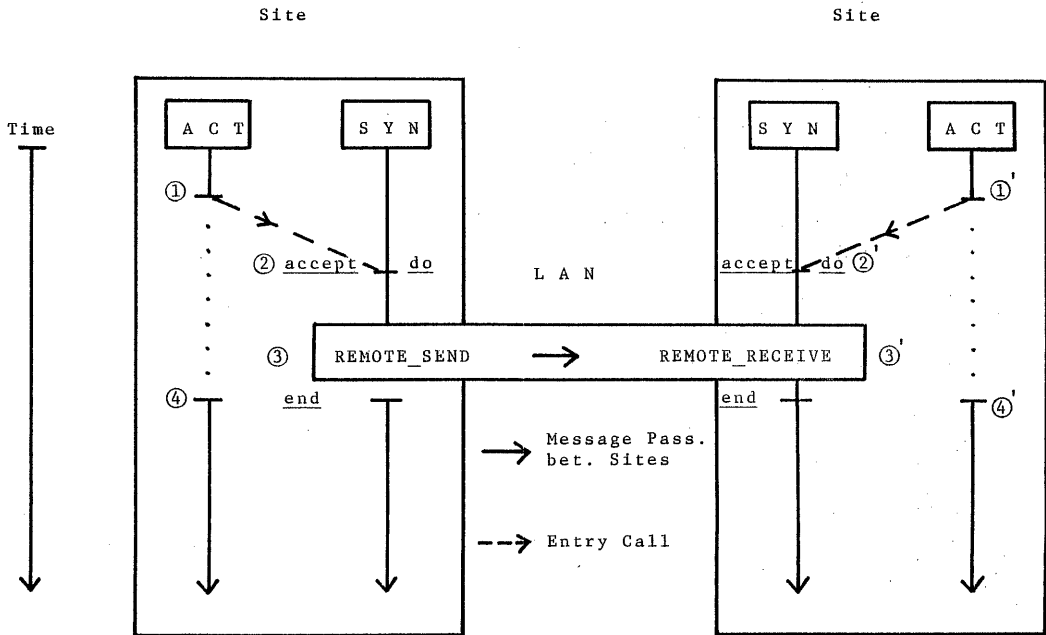 Site Site
A C T S Y N S Y N A C T
Time
① ①'
② accept do L A N accept do ②'
③ REMOTE_SEND → REMOTE_RECEIVE ③'
④ end end ④'
Message Pass.
bet. Sites
Entry Call